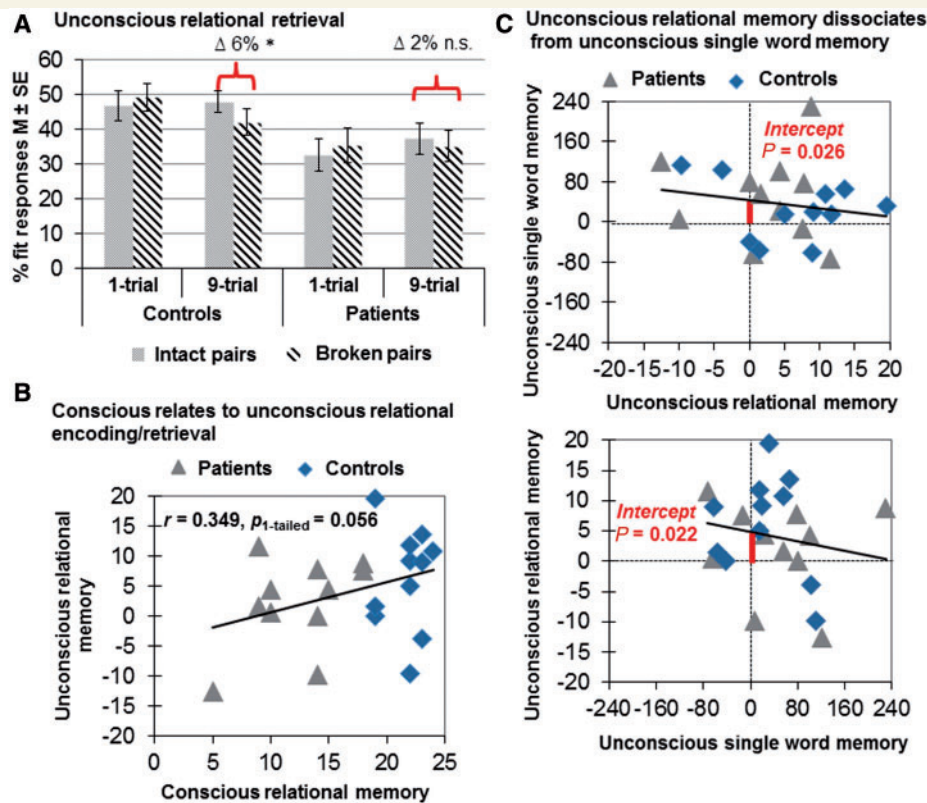 A
Unconscious relational retrieval
Δ 6% *
Δ 2% n.s.
% fit responses M ± SE
60
50
40
30
20
10
0
1-trial
9-trial
1-trial
9-trial
Controls
Patients
Intact pairs
Broken pairs
B
Conscious relates to unconscious relational
encoding/retrieval
Patients
Controls
r = 0.349, p1-tailed = 0.056
Unconscious relational
memory
20
15
10
5
0
-5
-10
-15
-20
0
5
10
15
20
25
Conscious relational memory
C
Unconscious relational memory dissociates
from unconscious single word memory
Patients
Controls
Intercept
P = 0.026
Unconscious single word memory
240
160
80
0
-80
-160
-240
-20
-15
-10
-5
0
5
10
15
20
Unconscious relational memory
Intercept
P = 0.022
Unconscious relational memory
20
15
10
5
0
-5
-10
-15
-20
-240
-160
-80
0
80
160
240
Unconscious single word memory